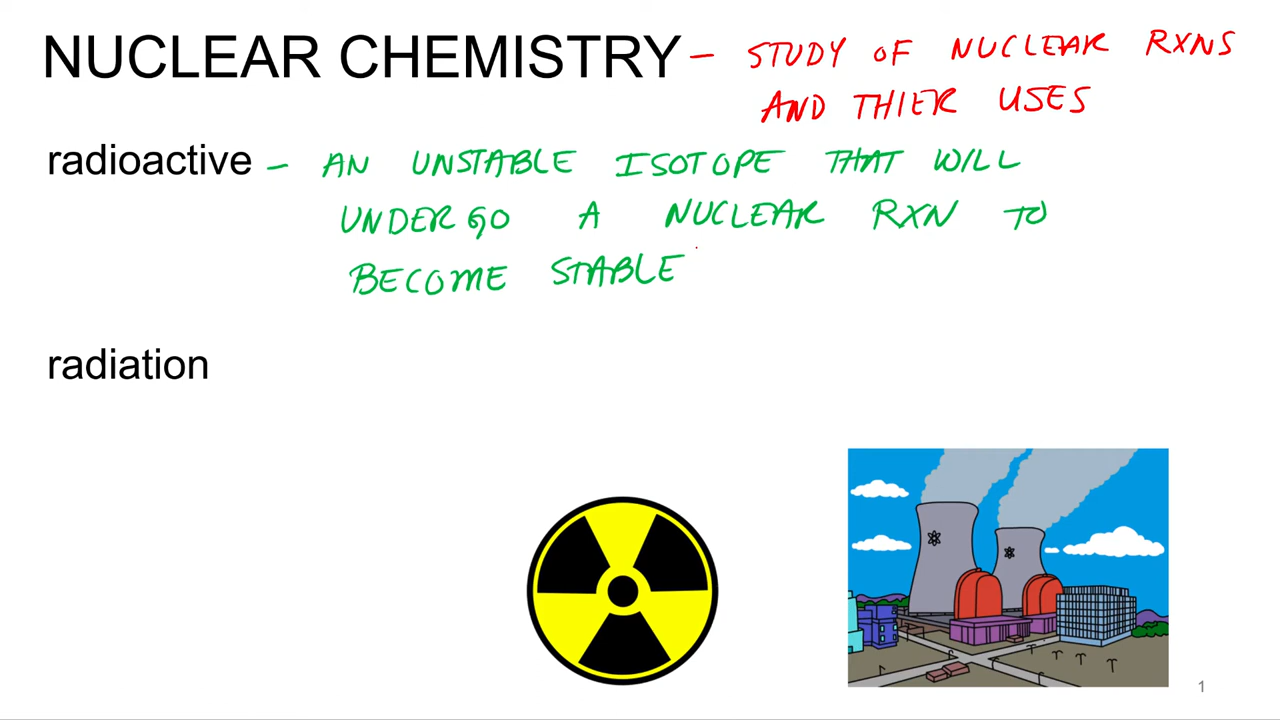 NUCLEAR CHEMISTRY - STUDY OF NUCLEAR RXNS
AND THIER USES
radioactive - AN UNSTABLE ISOTOPE THAT WILL
UNDERGO A NUCLEAR RXN TO
BECOME STABLE
radiation
1